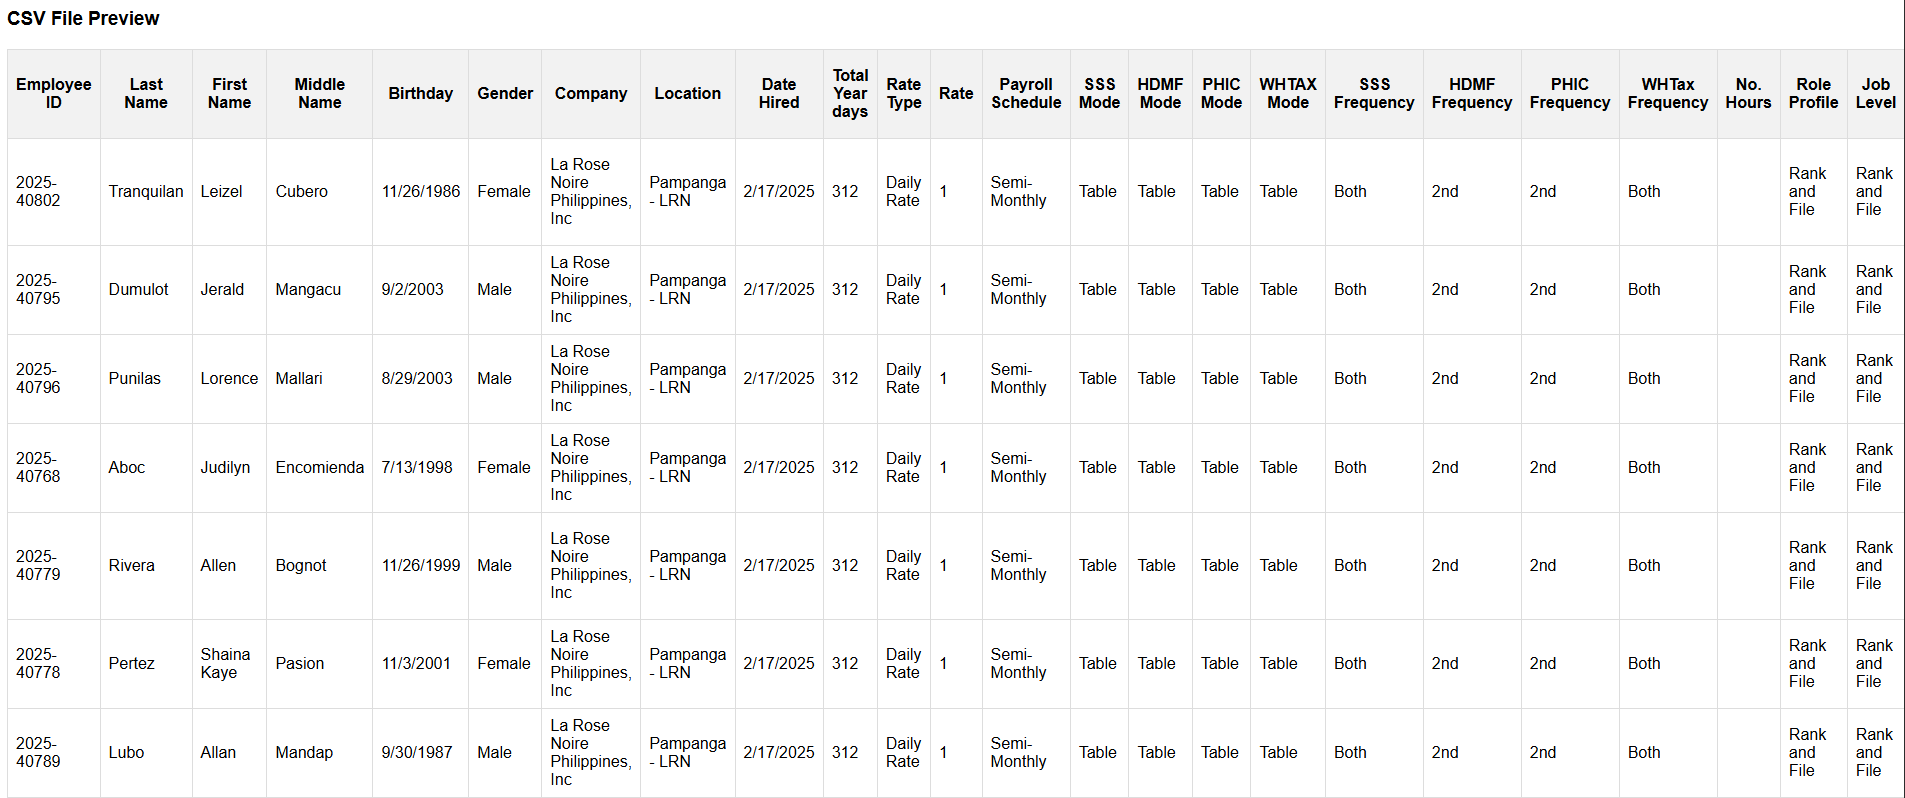 CSV File Preview
Employee ID | Last Name | First Name | Middle Name | Birthday | Gender | Company | Location | Date Hired | Total Year days | Rate Type | Rate | Payroll Schedule | SSS Mode | HDMF Mode | PHIC Mode | WHTAX Mode | SSS Frequency | HDMF Frequency | PHIC Frequency | WHTax Frequency | No. Hours | Role Profile | Job Level
2025-40802 | Tranquilan | Leizel | Cubero | 11/26/1986 | Female | La Rose Noire Philippines, Inc | Pampanga - LRN | 2/17/2025 | 312 | Daily Rate | 1 | Semi-Monthly | Table | Table | Table | Table | Both | 2nd | 2nd | Both | | Rank and File | Rank and File
2025-40795 | Dumulot | Jerald | Mangacu | 9/2/2003 | Male | La Rose Noire Philippines, Inc | Pampanga - LRN | 2/17/2025 | 312 | Daily Rate | 1 | Semi-Monthly | Table | Table | Table | Table | Both | 2nd | 2nd | Both | | Rank and File | Rank and File
2025-40796 | Punilas | Lorence | Mallari | 8/29/2003 | Male | La Rose Noire Philippines, Inc | Pampanga - LRN | 2/17/2025 | 312 | Daily Rate | 1 | Semi-Monthly | Table | Table | Table | Table | Both | 2nd | 2nd | Both | | Rank and File | Rank and File
2025-40768 | Aboc | Judilyn | Encomienda | 7/13/1998 | Female | La Rose Noire Philippines, Inc | Pampanga - LRN | 2/17/2025 | 312 | Daily Rate | 1 | Semi-Monthly | Table | Table | Table | Table | Both | 2nd | 2nd | Both | | Rank and File | Rank and File
2025-40779 | Rivera | Allen | Bognot | 11/26/1999 | Male | La Rose Noire Philippines, Inc | Pampanga - LRN | 2/17/2025 | 312 | Daily Rate | 1 | Semi-Monthly | Table | Table | Table | Table | Both | 2nd | 2nd | Both | | Rank and File | Rank and File
2025-40778 | Pertez | Shaina Kaye | Pasion | 11/3/2001 | Female | La Rose Noire Philippines, Inc | Pampanga - LRN | 2/17/2025 | 312 | Daily Rate | 1 | Semi-Monthly | Table | Table | Table | Table | Both | 2nd | 2nd | Both | | Rank and File | Rank and File
2025-40789 | Lubo | Allan | Mandap | 9/30/1987 | Male | La Rose Noire Philippines, Inc | Pampanga - LRN | 2/17/2025 | 312 | Daily Rate | 1 | Semi-Monthly | Table | Table | Table | Table | Both | 2nd | 2nd | Both | | Rank and File | Rank and File